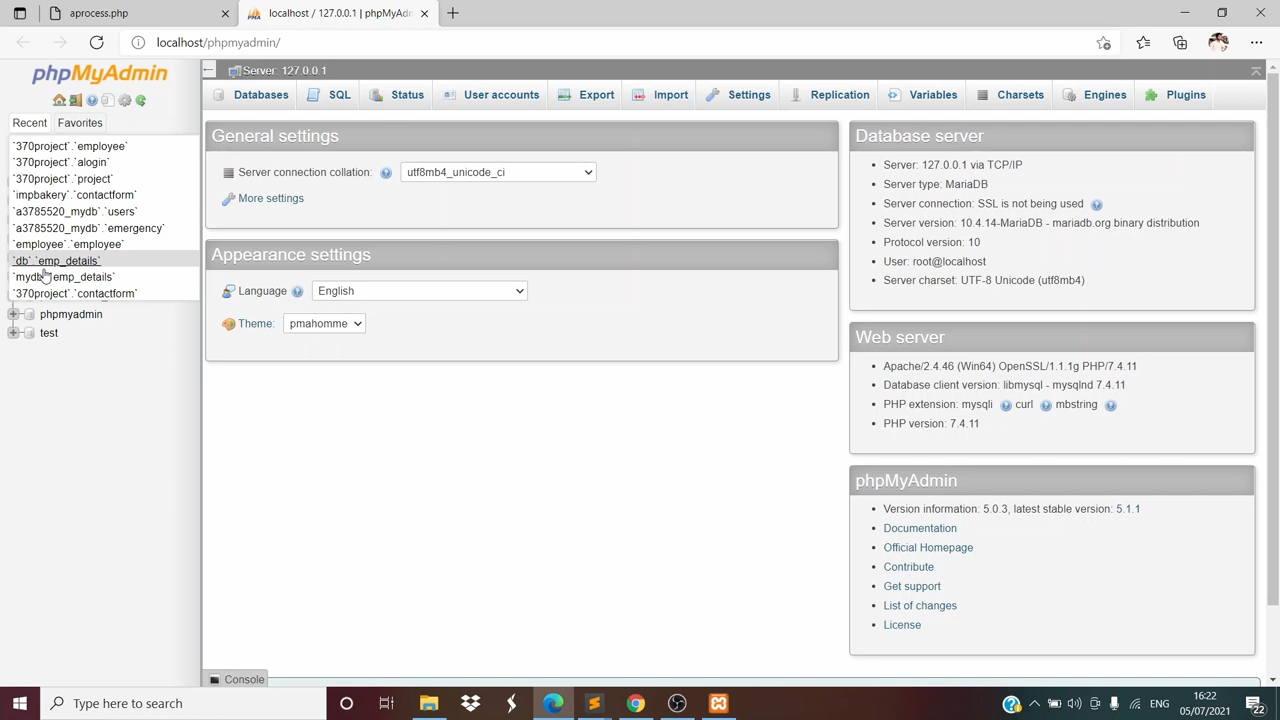 aprocess.php
localhost / 127.0.0.1 | phpMyAdm
localhost/phpmyadmin/
phpMyAdmin
Recent
Favorites
`370project`.`employee`
`370project`.`alogin`
`370project`.`project`
`impbakery`.`contactform`
`a3785520_mydb`.`users`
`a3785520_mydb`.`emergency`
`employee`.`employee`
`db`.`emp_details`
`mydb`.`emp_details`
`370project`.`contactform`
phpmyadmin
test
Server: 127.0.0.1
Databases
SQL
Status
User accounts
Export
Import
Settings
Replication
Variables
Charsets
Engines
Plugins
General settings
Server connection collation:
utf8mb4_unicode_ci
More settings
Appearance settings
Language
English
Theme:
pmahomme
Database server
Server: 127.0.0.1 via TCP/IP
Server type: MariaDB
Server connection: SSL is not being used
Server version: 10.4.14-MariaDB - mariadb.org binary distribution
Protocol version: 10
User: root@localhost
Server charset: UTF-8 Unicode (utf8mb4)
Web server
Apache/2.4.46 (Win64) OpenSSL/1.1.1g PHP/7.4.11
Database client version: libmysql - mysqlnd 7.4.11
PHP extension: mysqli curl mbstring
PHP version: 7.4.11
phpMyAdmin
Version information: 5.0.3, latest stable version: 5.1.1
Documentation
Official Homepage
Contribute
Get support
List of changes
License
Console
Type here to search
ENG
16:22
05/07/2021
22